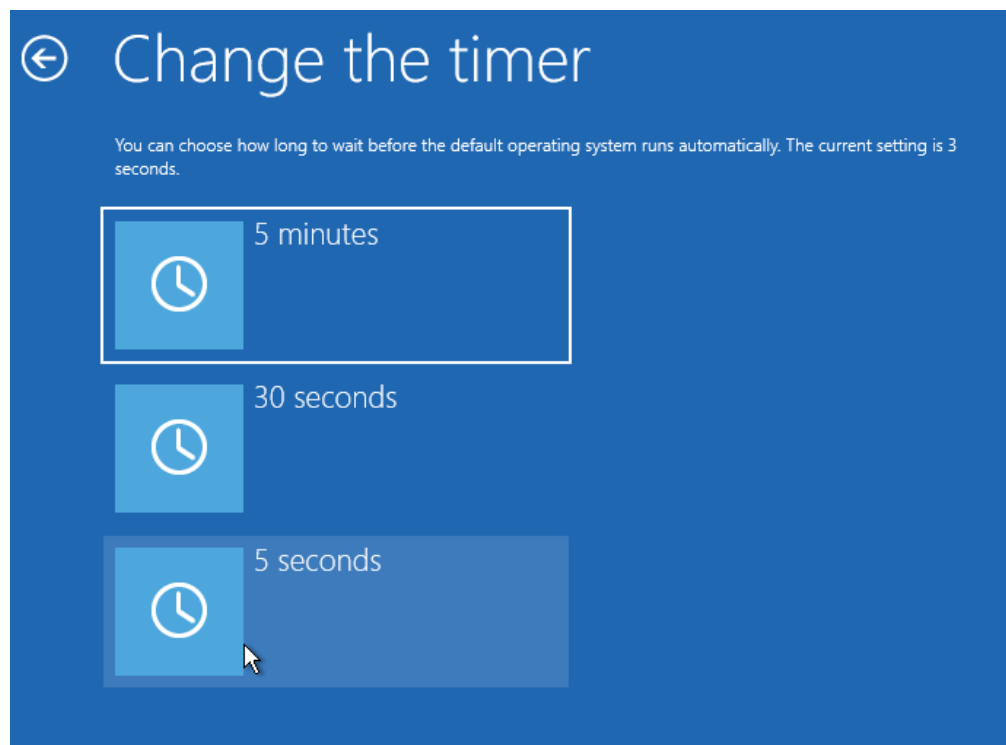 Change the timer
You can choose how long to wait before the default operating system runs automatically. The current setting is 3
seconds.
5 minutes
30 seconds
5 seconds